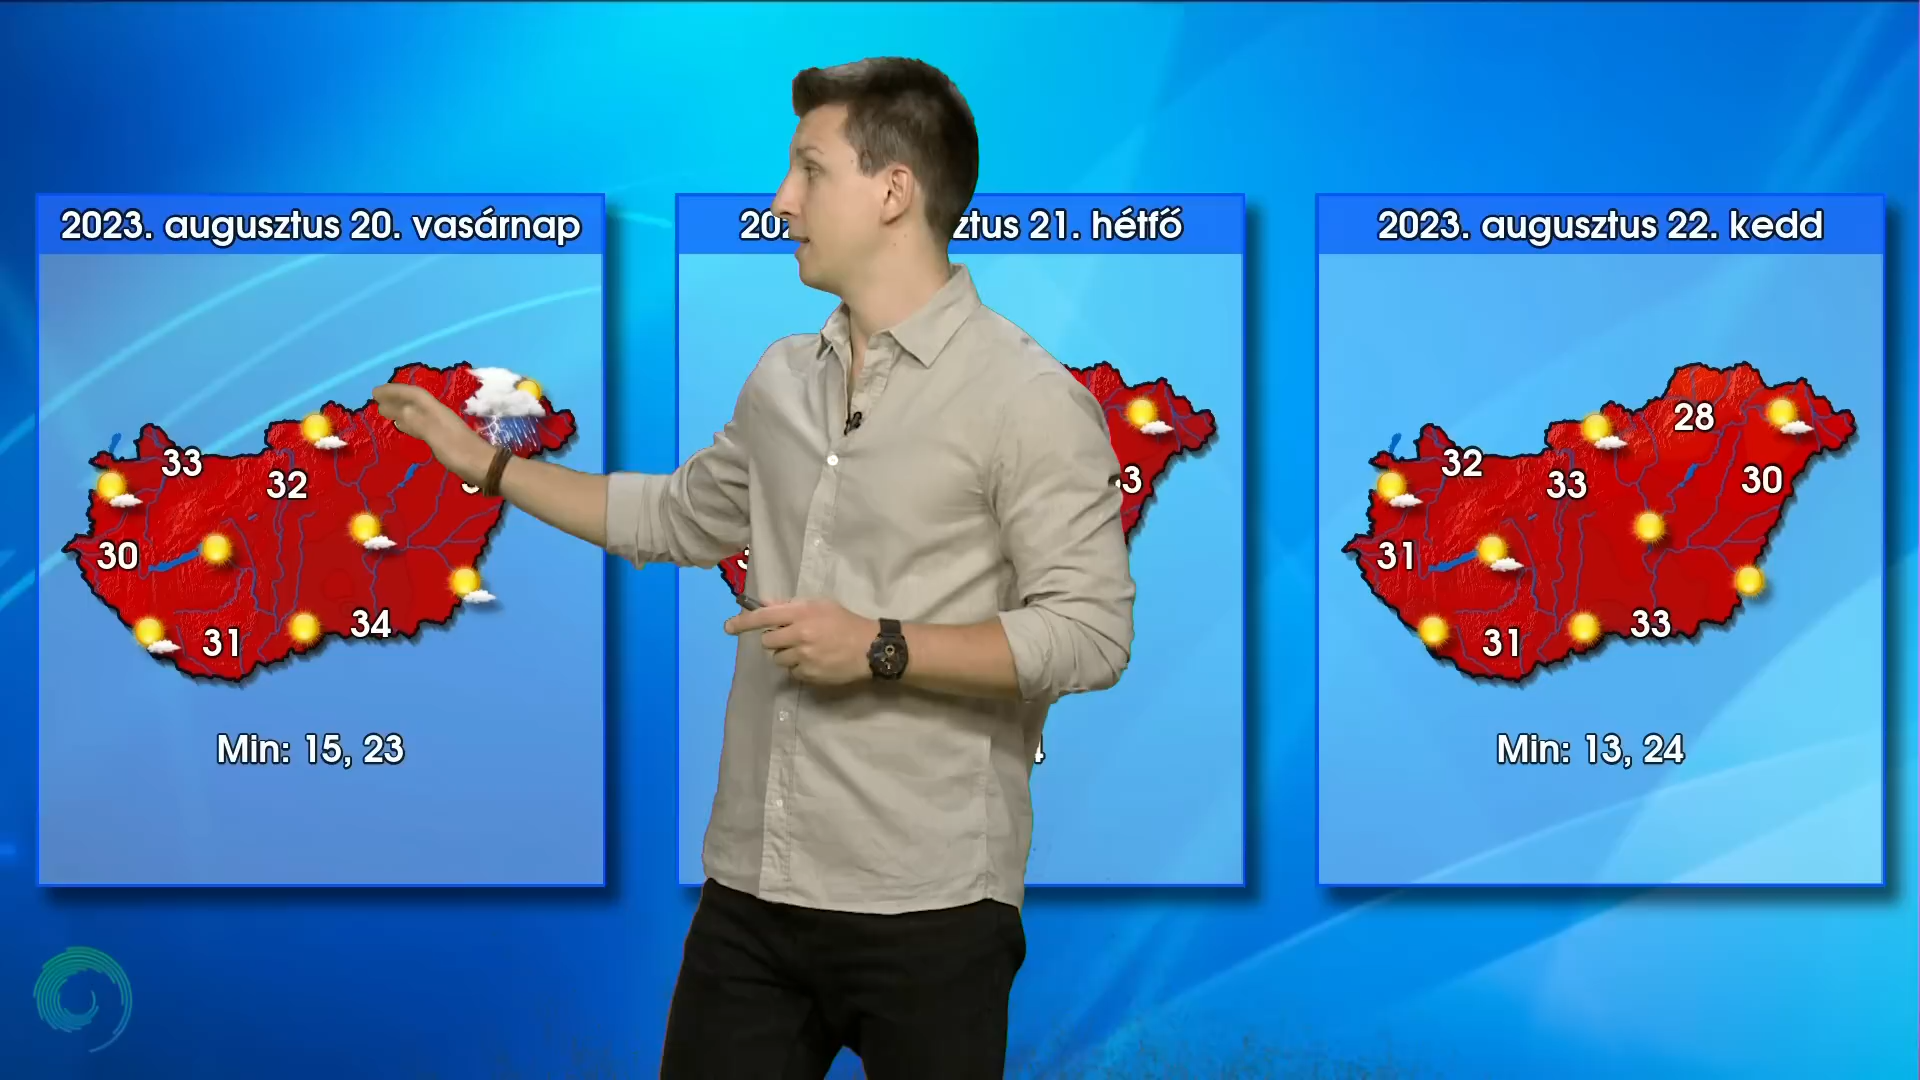 2023. augusztus 20. vasárnap
33
32
30
31
34
Min: 15, 23
21. hétfő
2023. augusztus 22. kedd
28
32
33
30
31
31
33
Min: 13, 24